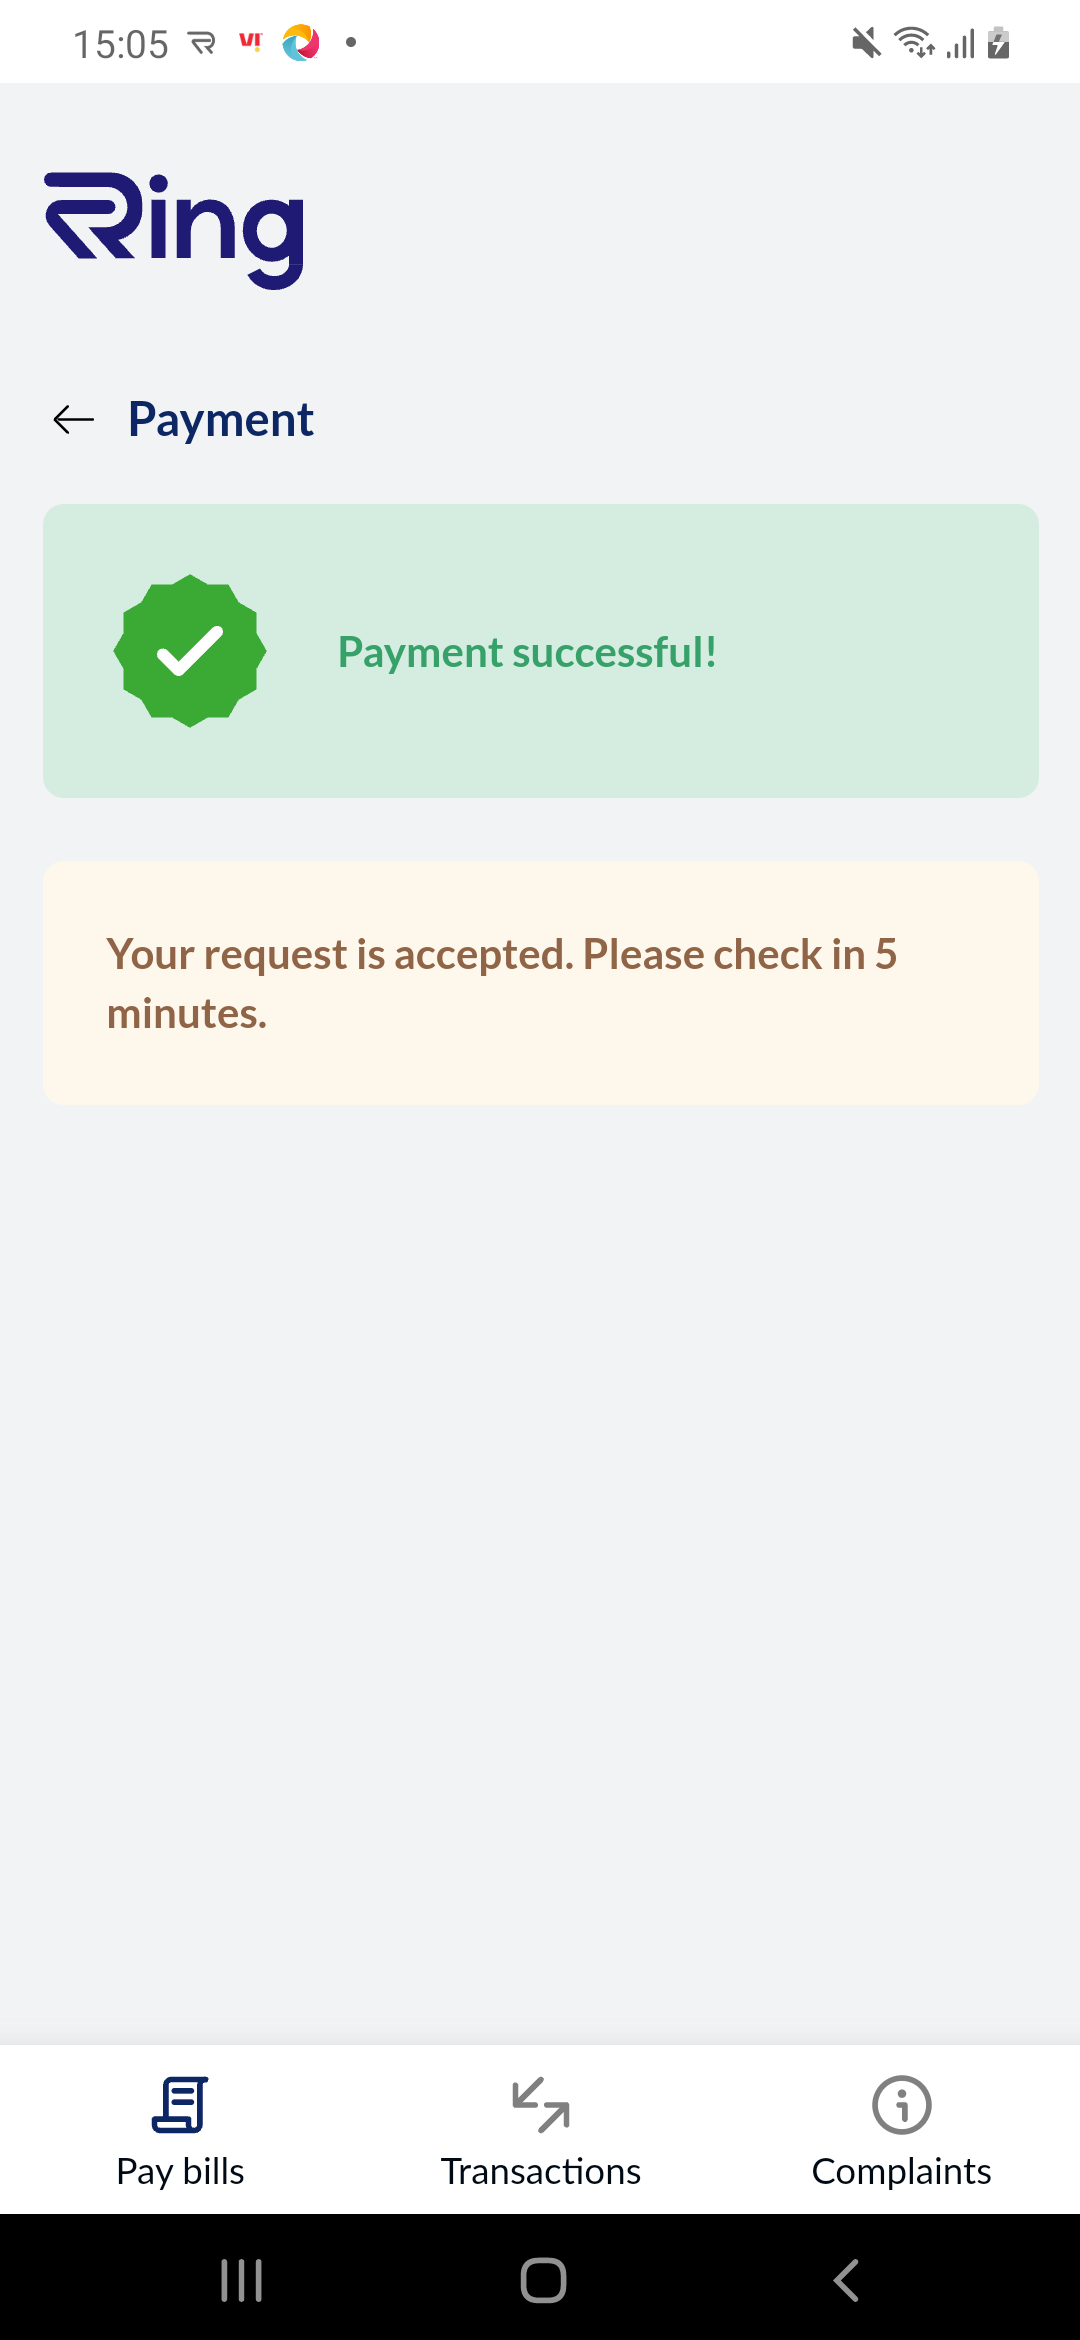 15:05
VI
Ring
Payment
Payment successful!
Your request is accepted. Please check in 5
minutes.
Pay bills
Transactions
Complaints